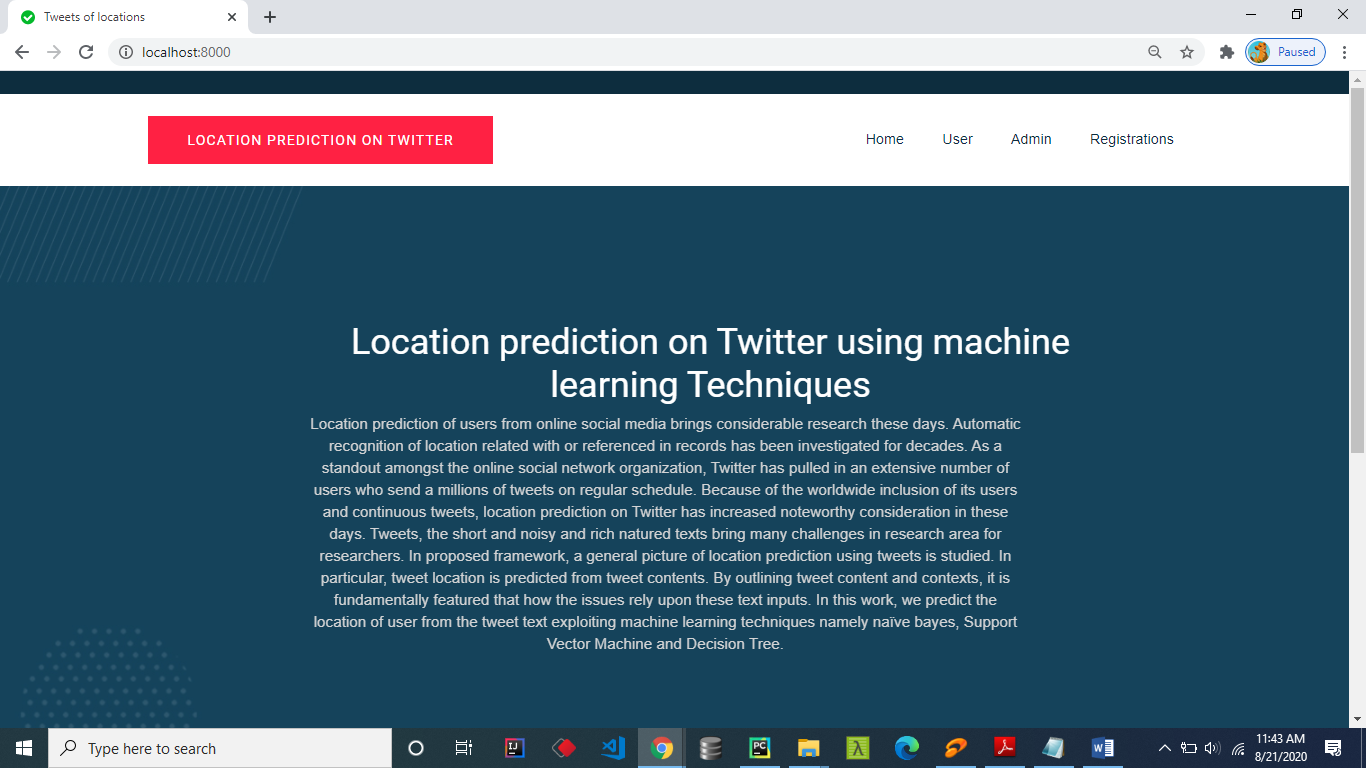 Tweets of locations
localhost:8000
Paused
LOCATION PREDICTION ON TWITTER
Home
User
Admin
Registrations
Location prediction on Twitter using machine
learning Techniques
Location prediction of users from online social media brings considerable research these days. Automatic
recognition of location related with or referenced in records has been investigated for decades. As a
standout amongst the online social network organization, Twitter has pulled in an extensive number of
users who send a millions of tweets on regular schedule. Because of the worldwide inclusion of its users
and continuous tweets, location prediction on Twitter has increased noteworthy consideration in these
days. Tweets, the short and noisy and rich natured texts bring many challenges in research area for
researchers. In proposed framework, a general picture of location prediction using tweets is studied. In
particular, tweet location is predicted from tweet contents. By outlining tweet content and contexts, it is
fundamentally featured that how the issues rely upon these text inputs. In this work, we predict the
location of user from the tweet text exploiting machine learning techniques namely naïve bayes, Support
Vector Machine and Decision Tree.
Type here to search
IJ
PC
λ
W
11:43 AM
8/21/2020